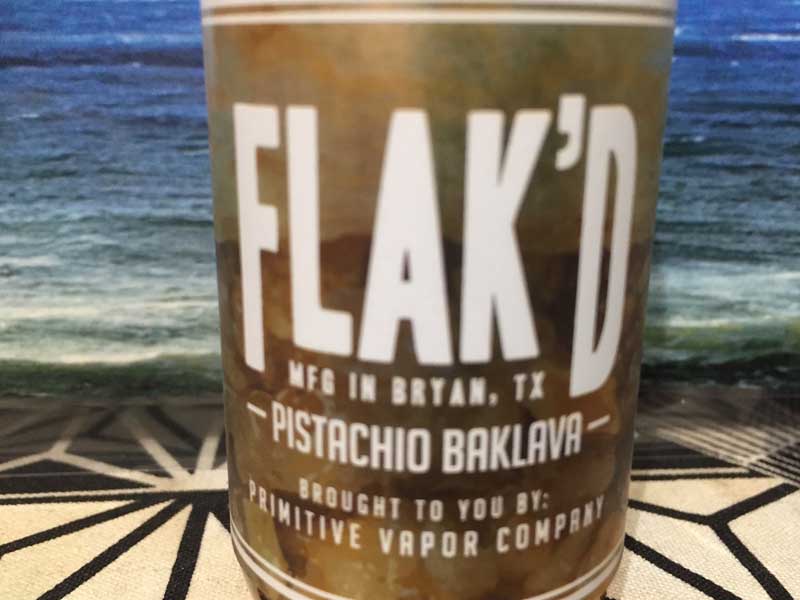 FLAK'D
MFG IN BRYAN, TX
— PISTACHIO BAKLAVA —
BROUGHT TO YOU BY:
PRIMITIVE VAPOR COMPANY